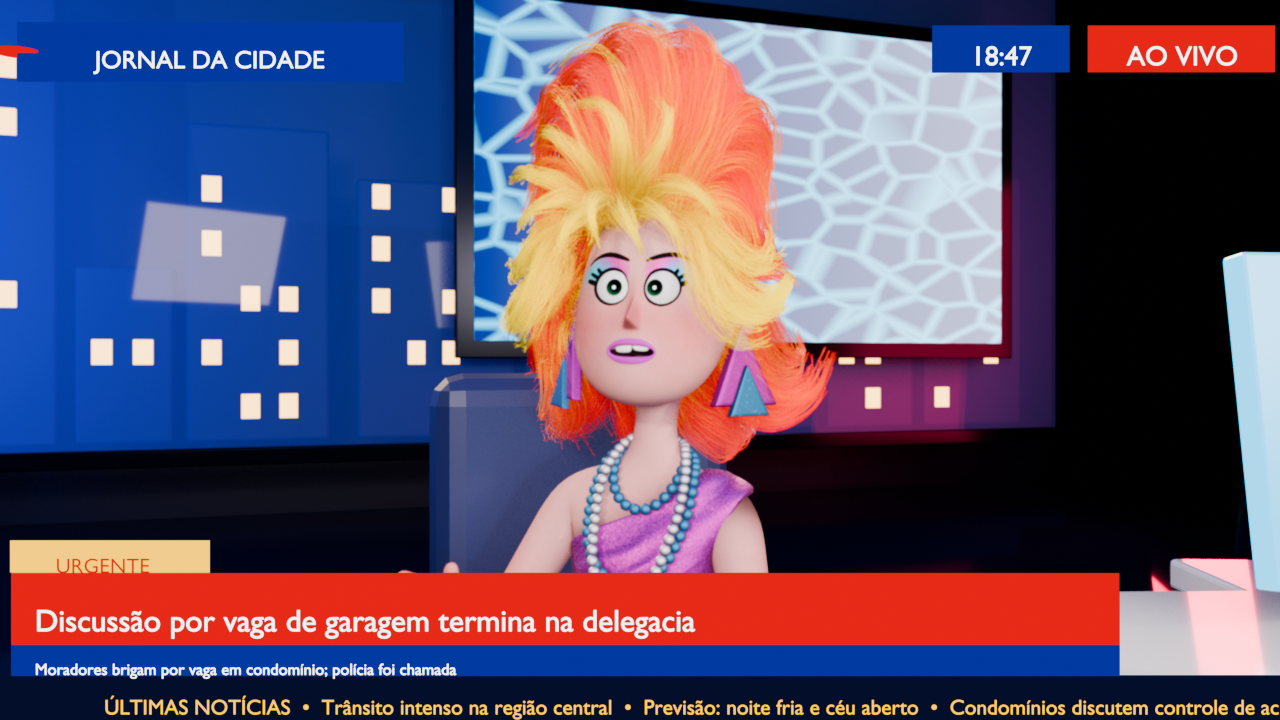 JORNAL DA CIDADE
18:47
AO VIVO
URGENTE
Discussão por vaga de garagem termina na delegacia
Moradores brigam por vaga em condomínio; polícia foi chamada
ÚLTIMAS NOTÍCIAS • Trânsito intenso na região central • Previsão: noite fria e céu aberto • Condomínios discutem controle de